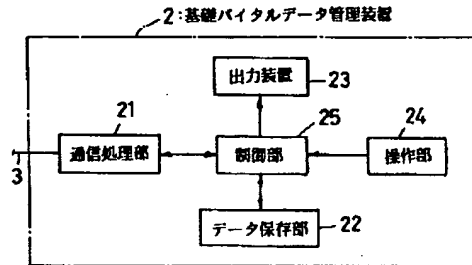 2:基礎バイタルデータ管理装置
出力装置
23
21
25
24
通信処理部
制御部
操作部
3
データ保存部
22